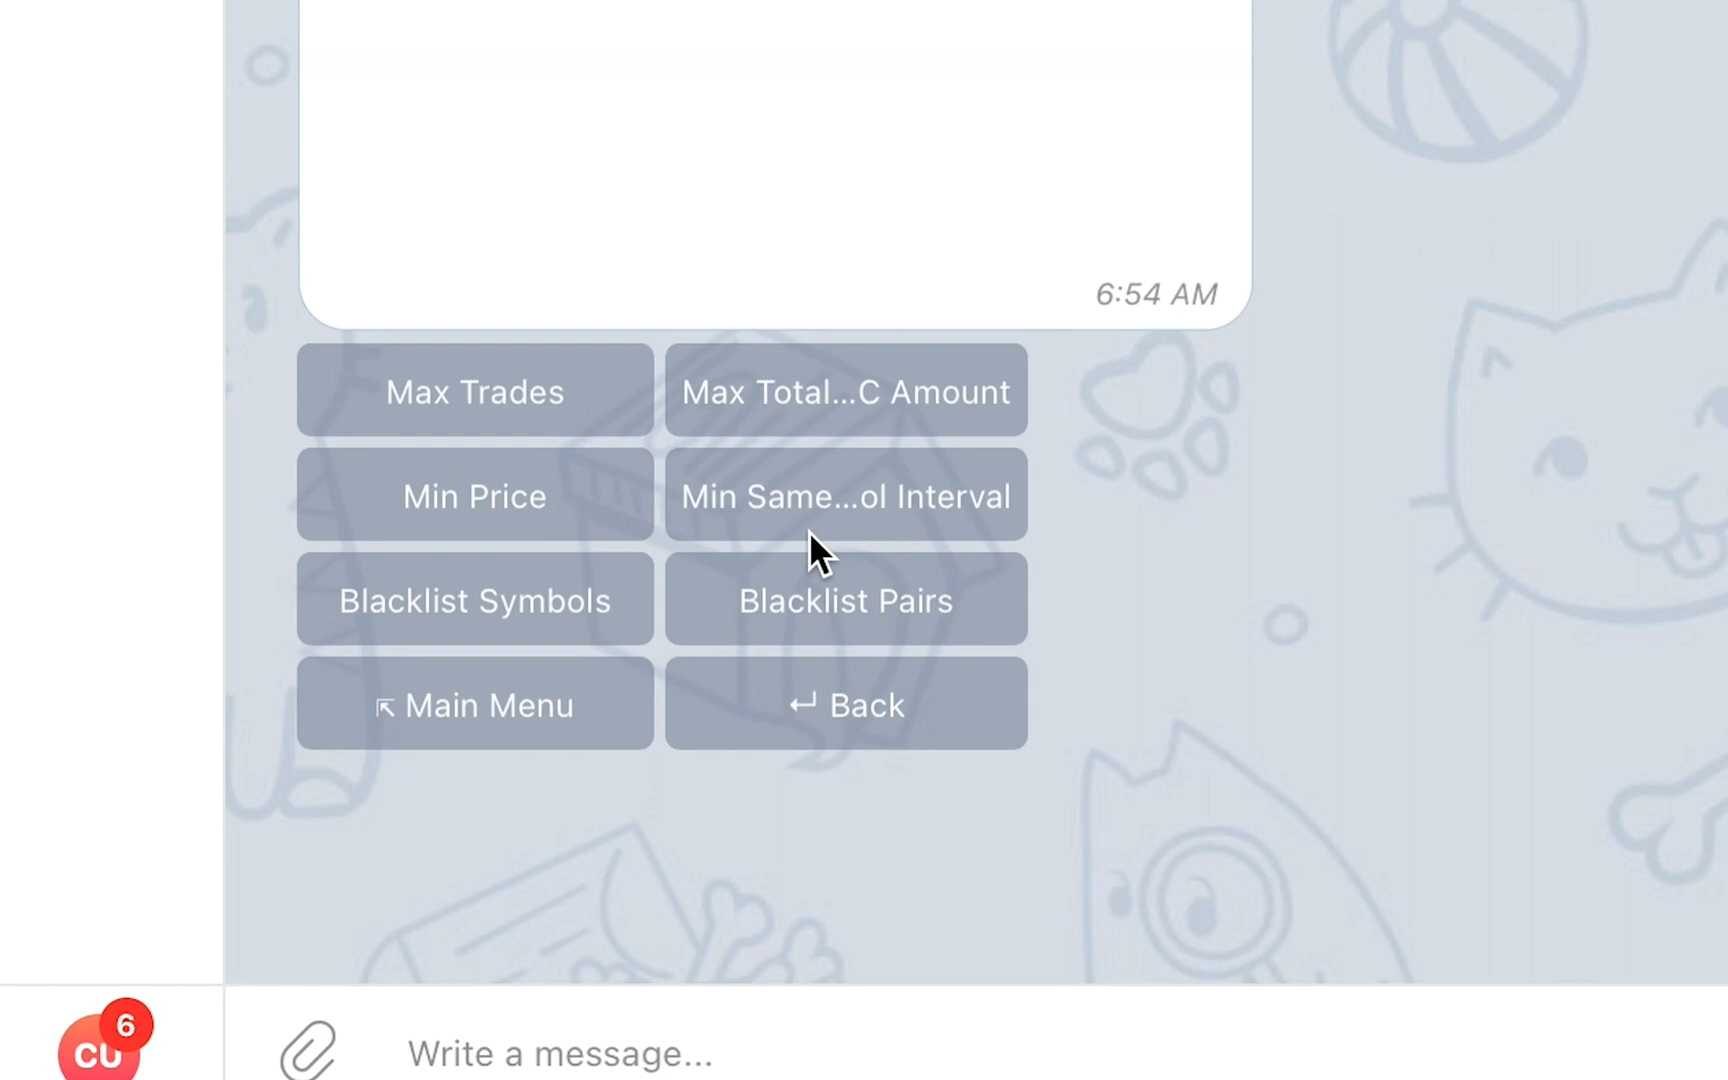 6:54 AM
Max Trades
Max Total...C Amount
Min Price
Min Same...ol Interval
Blacklist Symbols
Blacklist Pairs
⇱ Main Menu
↵ Back
6
CU
Write a message...